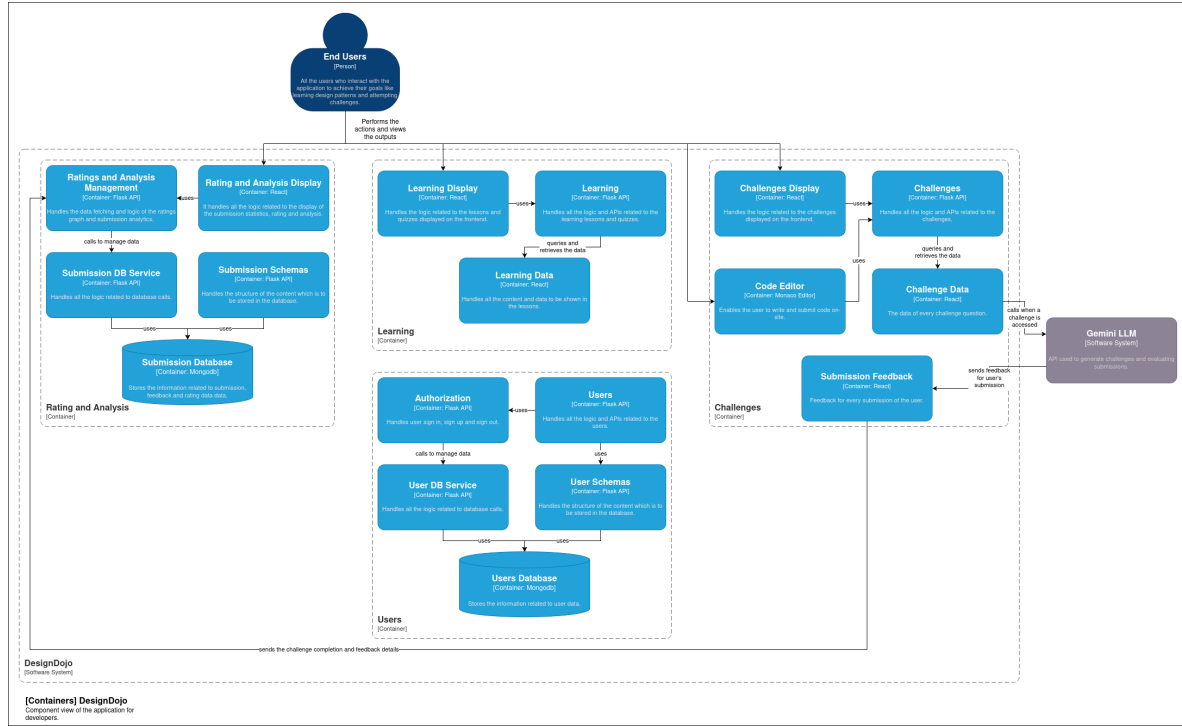 End Users
[Person]
All the users who interact with the
application to achieve their goals like
learning design patterns and attempting
challenges.
Performs the
actions and views
the outputs
Ratings and Analysis
Management
[Container: Flask API]
Handles the data fetching and logic of the ratings
graph and submission analytics.
uses
Rating and Analysis Display
[Container: React]
It handles all the logic related to the display of
the submission statistics, rating and analysis.
calls to manage data
Submission DB Service
[Container: Flask API]
Handles all the logic related to database calls.
Submission Schemas
[Container: Flask API]
Handles the structure of the content which is to
be stored in the database.
uses
uses
Submission Database
[Container: Mongodb]
Stores the information related to submission,
feedback and rating data data.
Rating and Analysis
[Container]
Learning Display
[Container: React]
Handles the logic related to the lessons and
quizzes displayed on the frontend.
uses
Learning
[Container: Flask API]
Handles all the logic and APIs related to the
learning lessons and quizzes.
queries and
retrieves the data
Learning Data
[Container: React]
Handles all the content and data to be shown in
the lessons.
Learning
[Container]
Challenges Display
[Container: React]
Handles the logic related to the challenges
displayed on the frontend.
uses
Challenges
[Container: Flask API]
Handles all the logic and APIs related to the
challenges.
uses
queries and
retrieves the data
Code Editor
[Container: Monaco Editor]
Enables the user to write and submit code on-
site.
Challenge Data
[Container: React]
The data of every challenge question.
calls when a
challenge is
accessed
Gemini LLM
[Software System]
API used to generate challenges and evaluating
submissions.
sends feedback
for user's
submission
Submission Feedback
[Container: React]
Feedback for every submission of the user.
Challenges
[Container]
Authorization
[Container: Flask API]
Handles user sign in, sign up and sign out.
uses
Users
[Container: Flask API]
Handles all the logic and APIs related to the
users.
calls to manage data
uses
User DB Service
[Container: Flask API]
Handles all the logic related to database calls.
User Schemas
[Container: Flask API]
Handles the structure of the content which is to
be stored in the database.
uses
uses
Users Database
[Container: Mongodb]
Stores the information related to user data.
Users
[Container]
sends the challenge completion and feedback details
DesignDojo
[Software System]
[Containers] DesignDojo
Component view of the application for
developers.